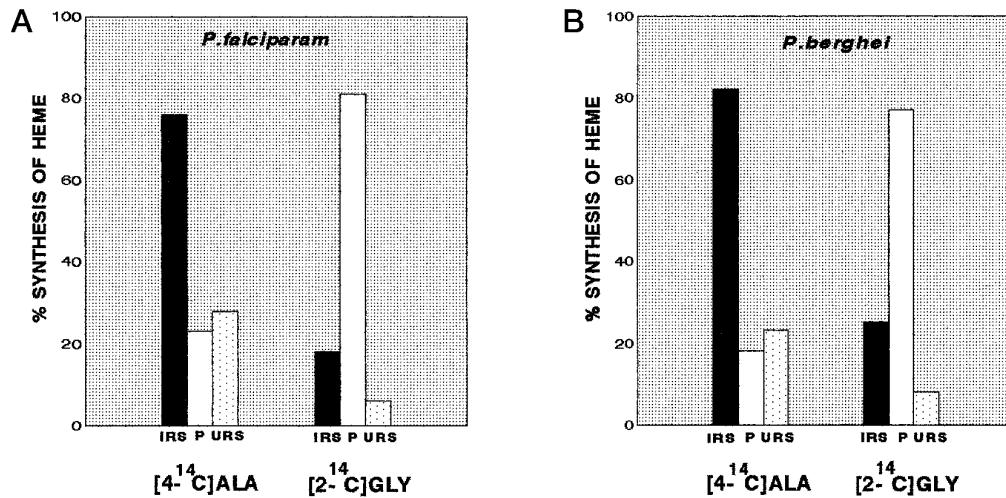 A
P.falciparam
% SYNTHESIS OF HEME
100
80
60
40
20
0
IRS P URS
IRS P URS
[4-14C]ALA
[2-14C]GLY
B
P.berghei
% SYNTHESIS OF HEME
100
80
60
40
20
0
IRS P URS
IRS P URS
[4-14C]ALA
[2-14C]GLY